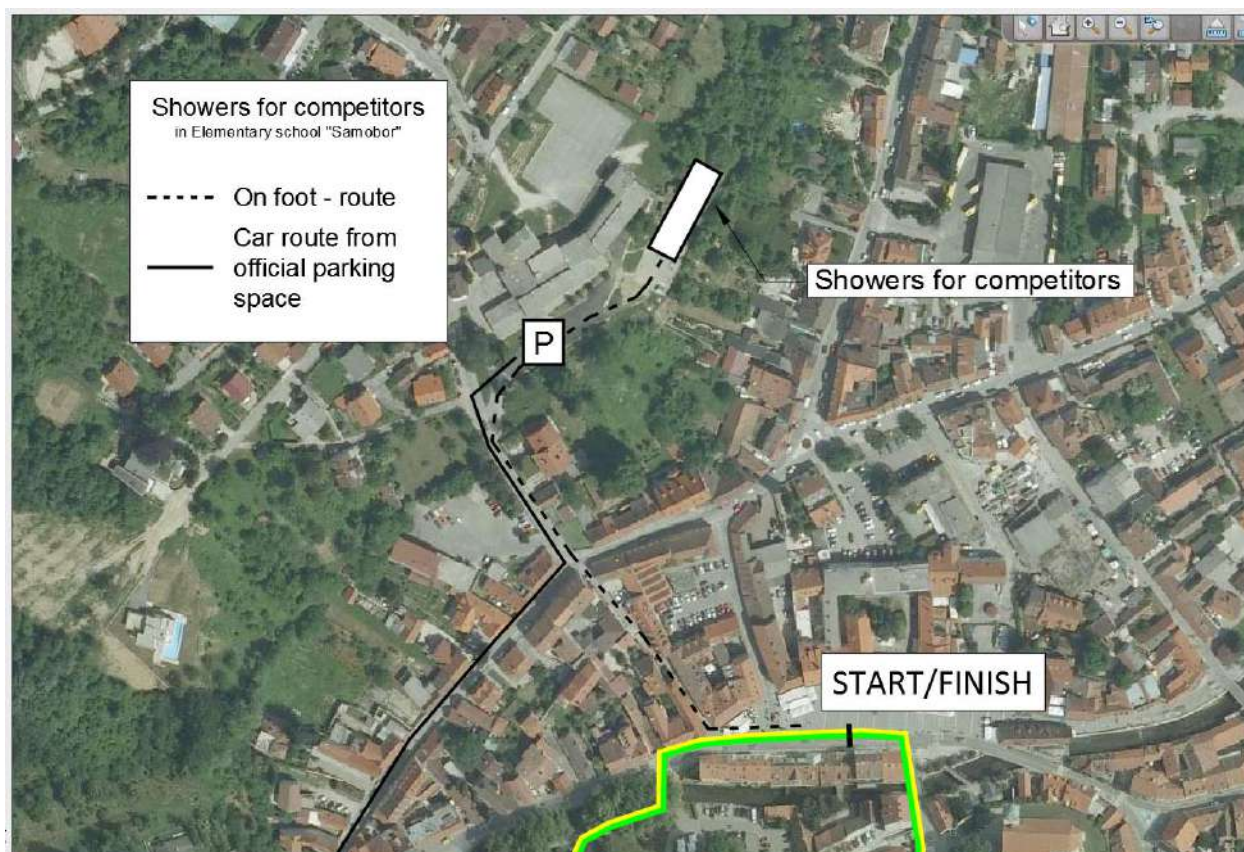 Showers for competitors
in Elementary school "Samobor"
On foot - route
Car route from
official parking
space
Showers for competitors
P
START/FINISH